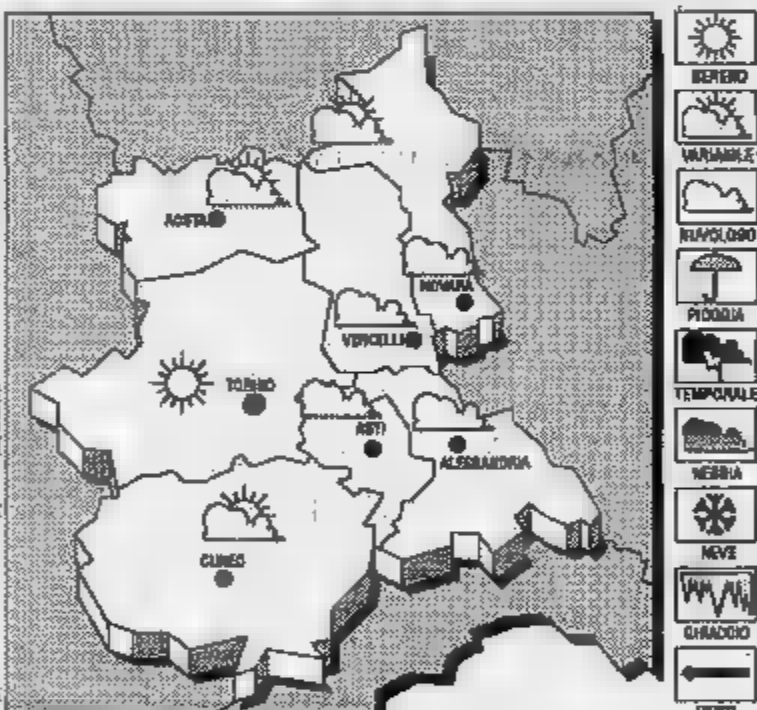 SERENO
VARIABILE
NUVOLOSO
PIOGGIA
TEMPORALE
NEBBIA
NEVE
GHIACCIO
AOSTA
NOVARA
VERCELLI
TORINO
ASTI
ALESSANDRIA
CUNEO